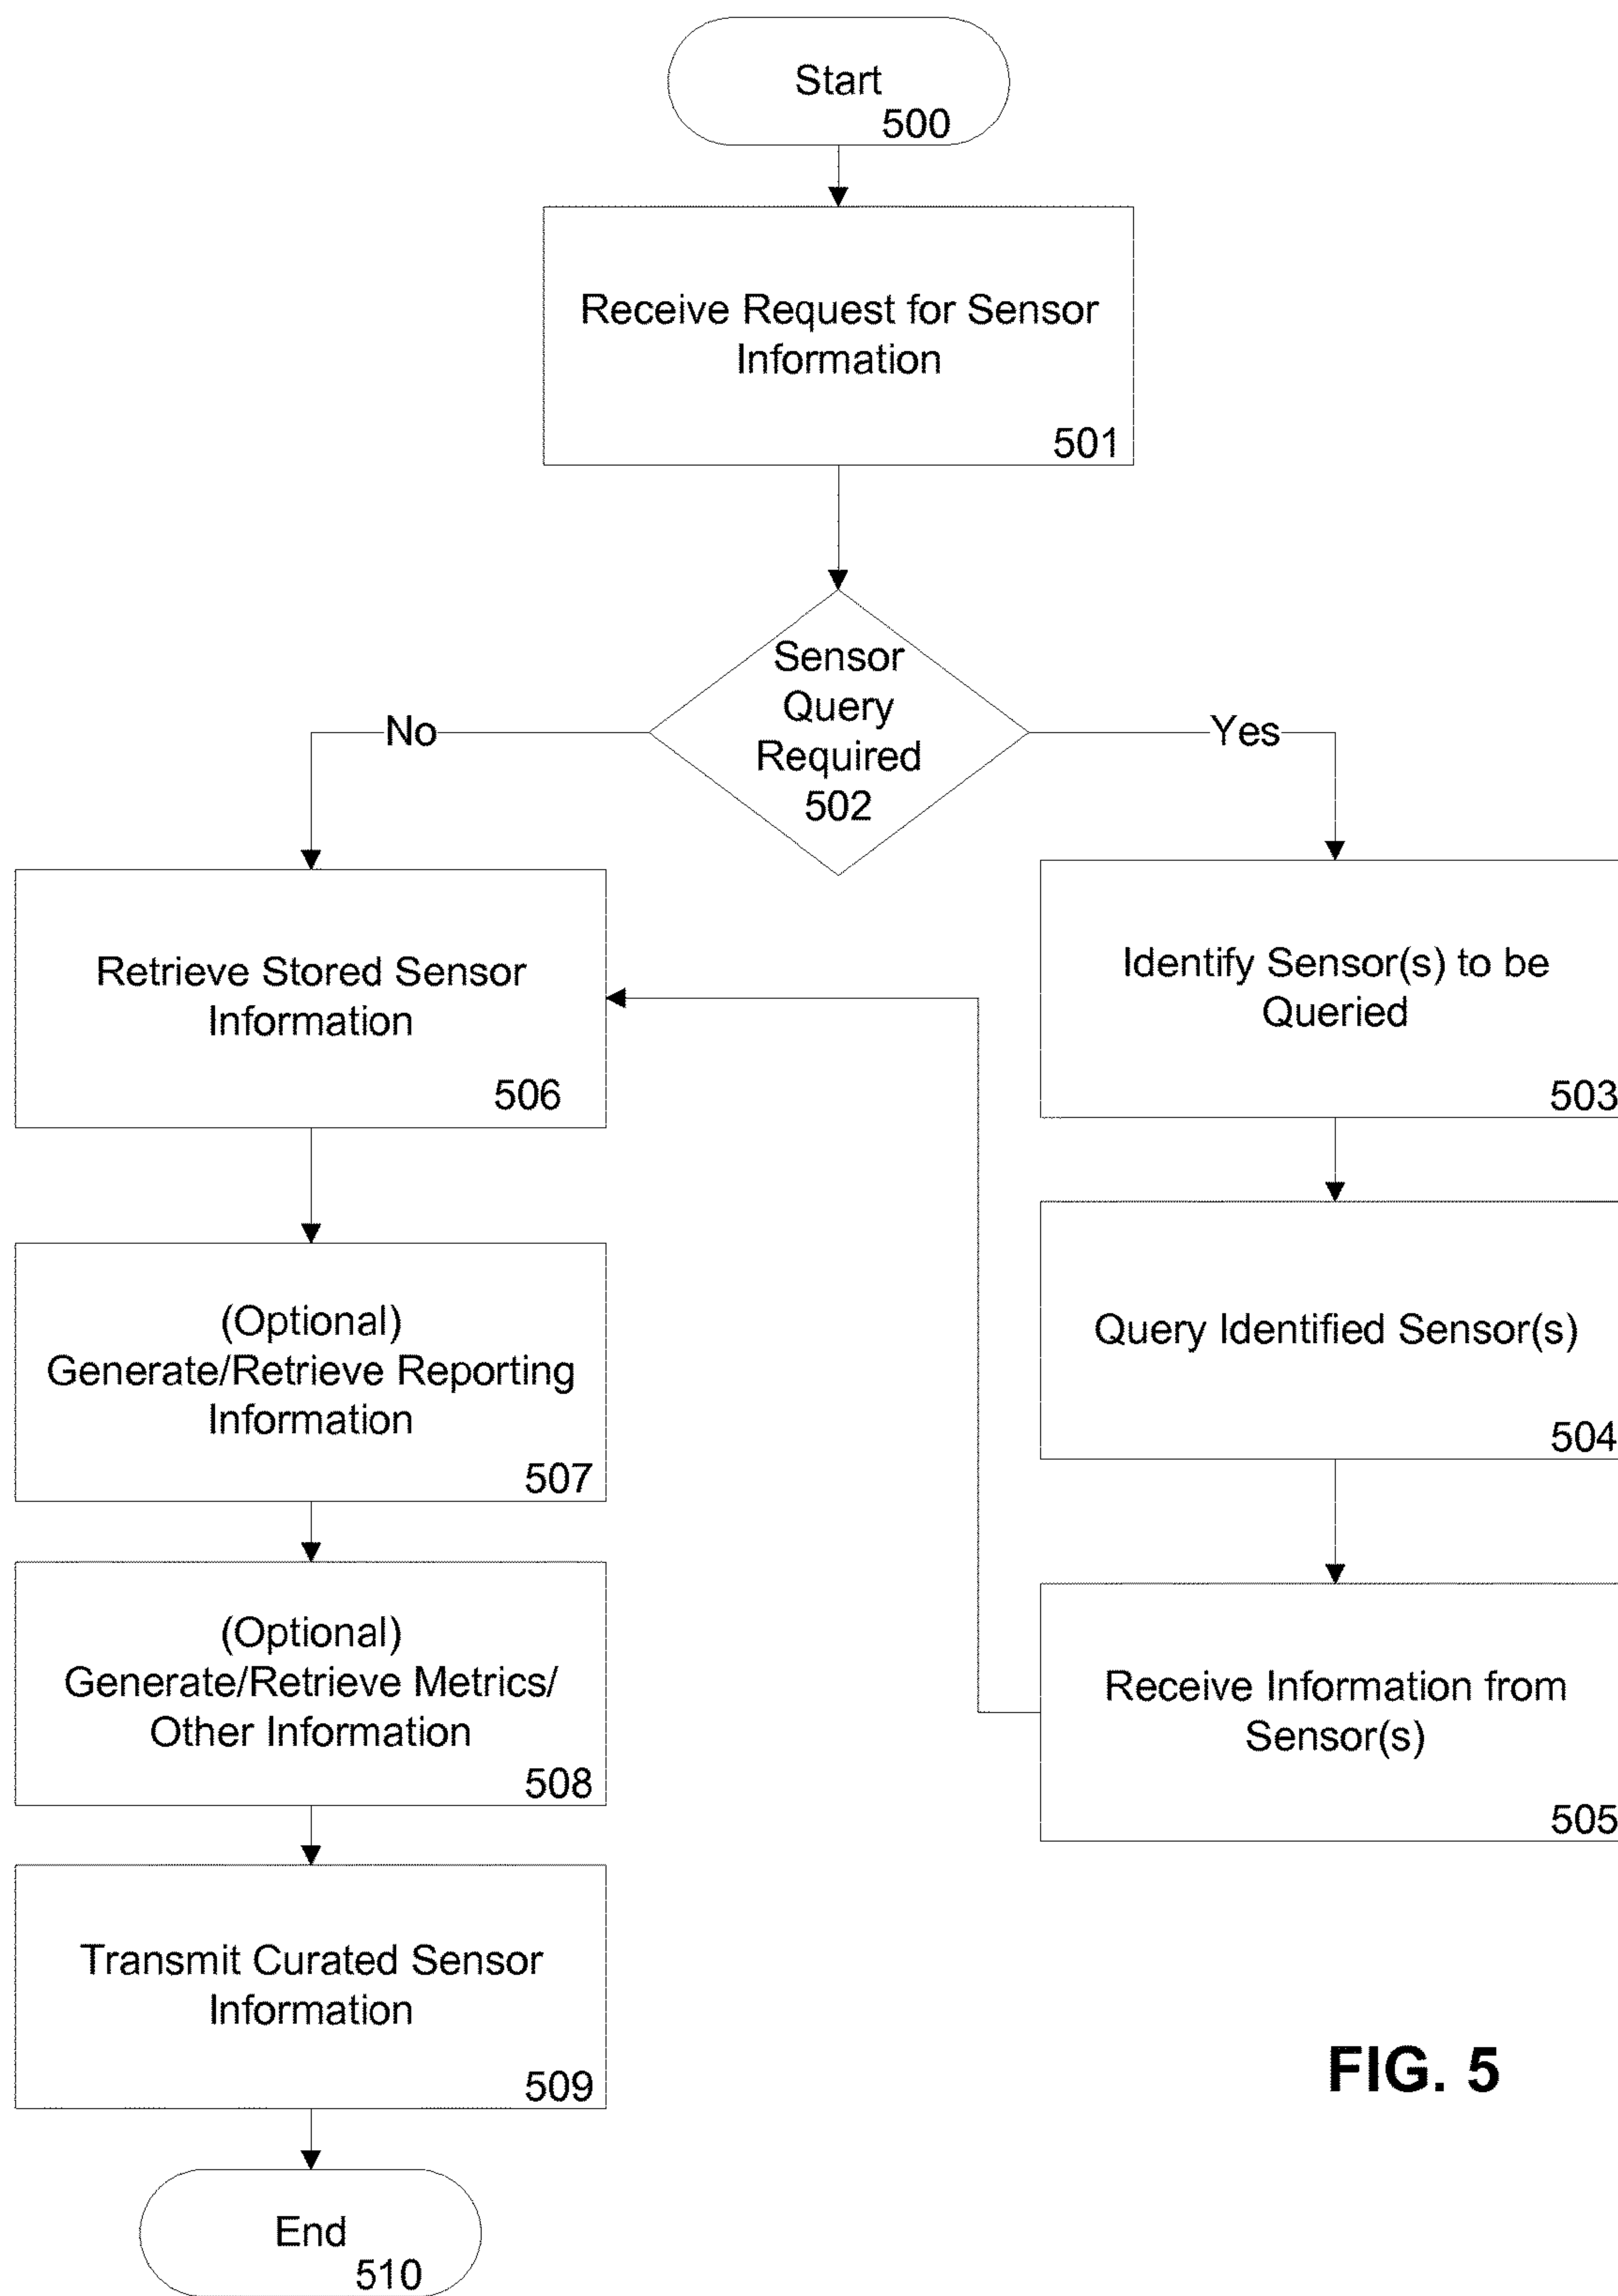 Start
500
Receive Request for Sensor
Information
501
Sensor
Query
Required
502
No
Yes
Retrieve Stored Sensor
Information
506
Identify Sensor(s) to be
Queried
503
(Optional)
Generate/Retrieve Reporting
Information
507
Query Identified Sensor(s)
504
(Optional)
Generate/Retrieve Metrics/
Other Information
508
Receive Information from
Sensor(s)
505
Transmit Curated Sensor
Information
509
End
510
FIG. 5